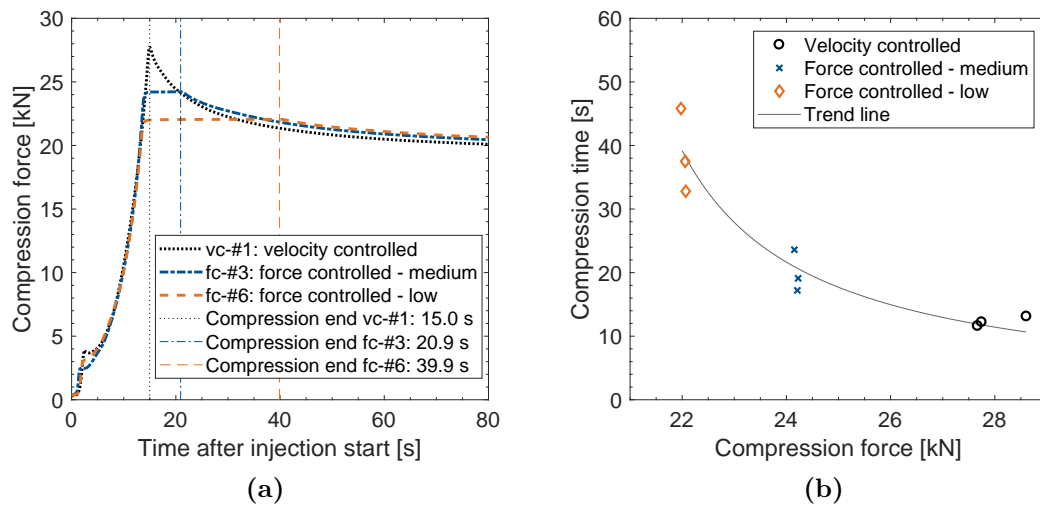 30
25
20
15
10
5
0
0
20
40
60
80
Compression force [kN]
Time after injection start [s]
vc-#1: velocity controlled
fc-#3: force controlled - medium
fc-#6: force controlled - low
Compression end vc-#1: 15.0 s
Compression end fc-#3: 20.9 s
Compression end fc-#6: 39.9 s
(a)
60
50
40
30
20
10
0
22
24
26
28
Compression time [s]
Compression force [kN]
Velocity controlled
Force controlled - medium
Force controlled - low
Trend line
(b)